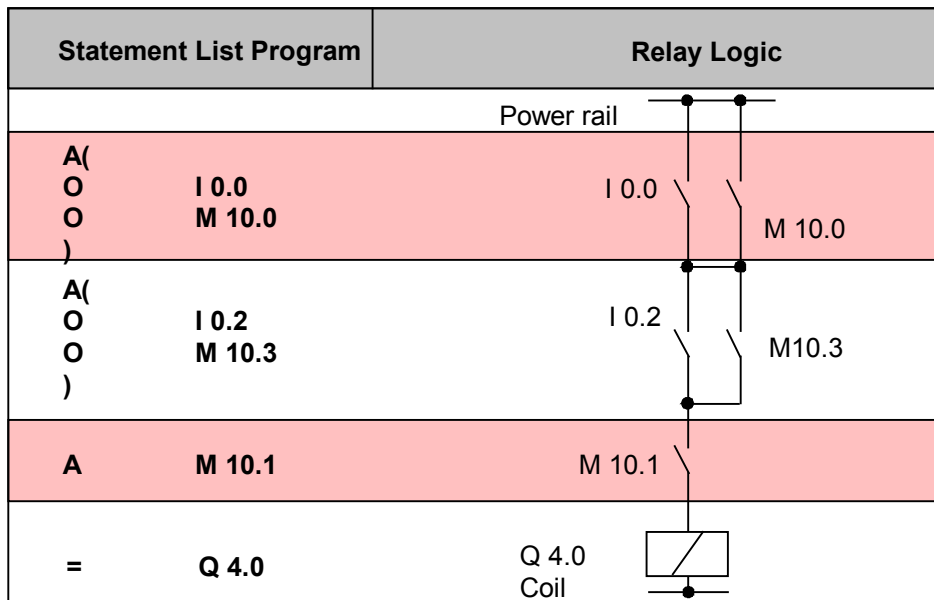 Statement List Program Relay Logic
Power rail
A(
O I 0.0
O M 10.0
)
I 0.0
M 10.0
A(
O I 0.2
O M 10.3
)
I 0.2
M10.3
A M 10.1
M 10.1
= Q 4.0
Q 4.0
Coil